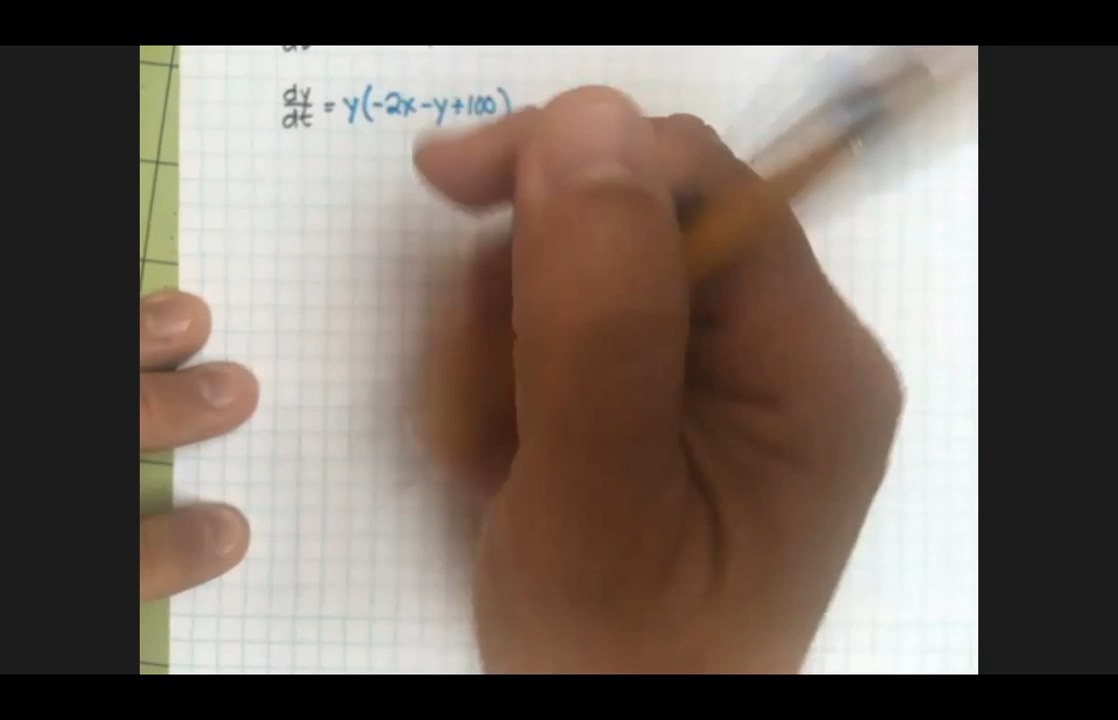 dy/dt = y(-2x-y+100)